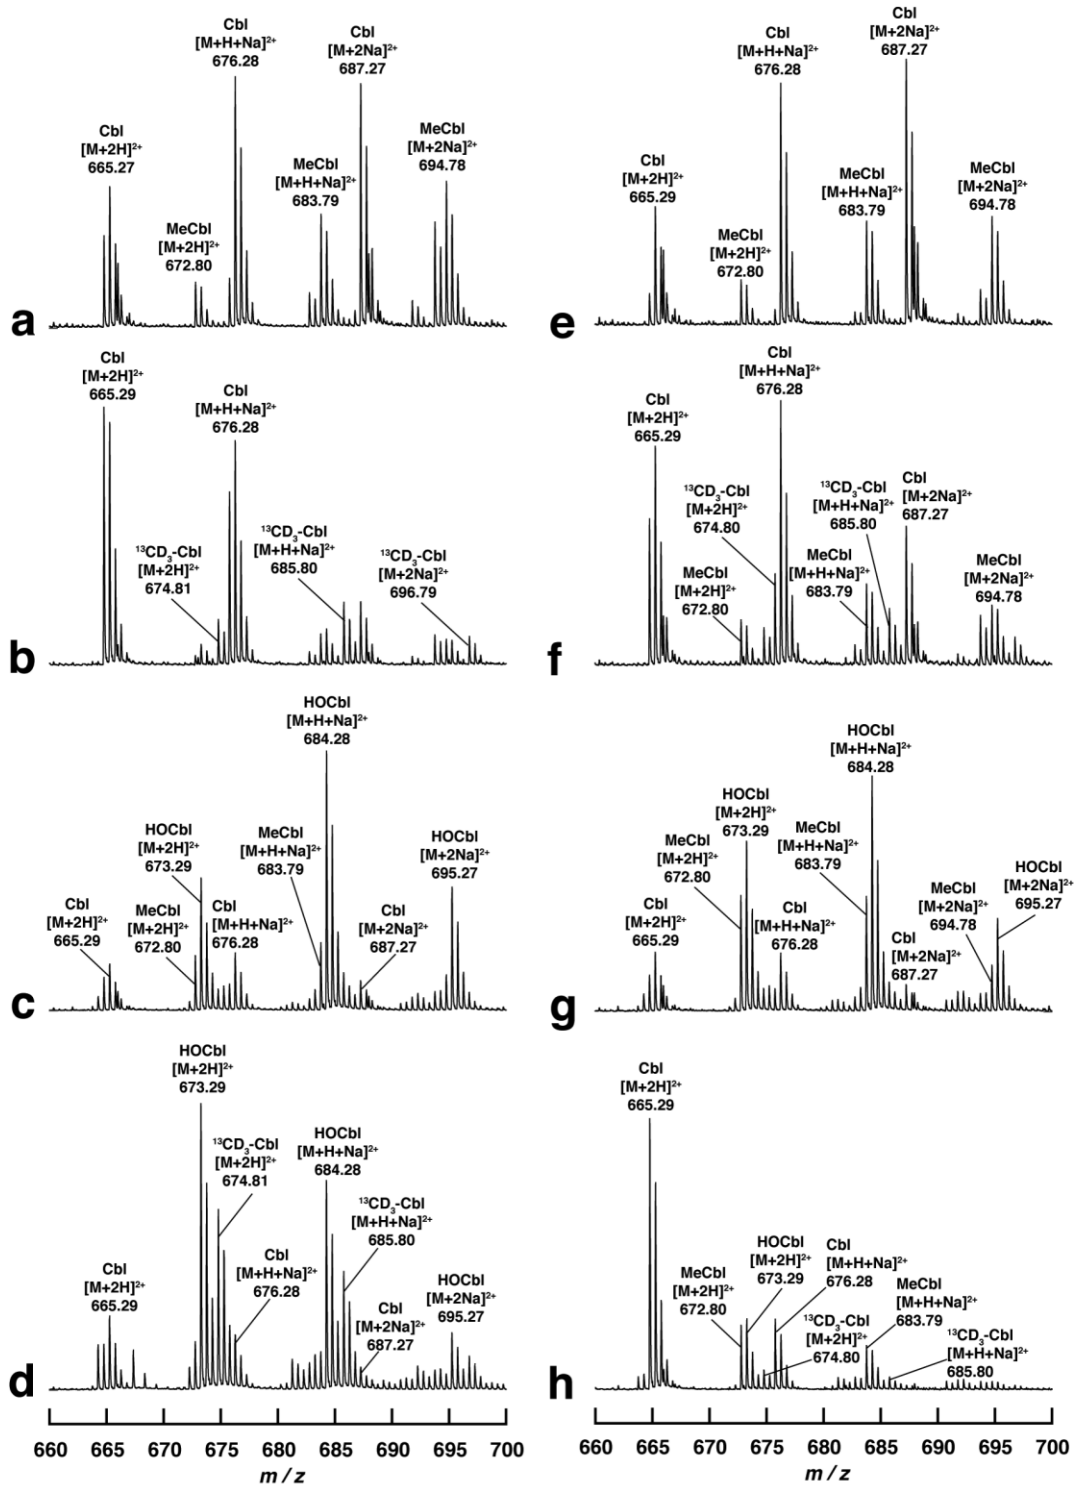 Cbl
[M+H+Na]²⁺
676.28
Cbl
[M+2Na]²⁺
687.27
Cbl
[M+2H]²⁺
665.27
MeCbl
[M+2Na]²⁺
694.78
MeCbl
[M+H+Na]²⁺
683.79
MeCbl
[M+2H]²⁺
672.80
a
Cbl
[M+2Na]²⁺
687.27
Cbl
[M+H+Na]²⁺
676.28
Cbl
[M+2H]²⁺
665.29
MeCbl
[M+H+Na]²⁺
683.79
MeCbl
[M+2Na]²⁺
694.78
MeCbl
[M+2H]²⁺
672.80
e
Cbl
[M+2H]²⁺
665.29
Cbl
[M+H+Na]²⁺
676.28
¹³CD₃-Cbl
[M+2H]²⁺
674.81
¹³CD₃-Cbl
[M+H+Na]²⁺
685.80
¹³CD₃-Cbl
[M+2Na]²⁺
696.79
b
Cbl
[M+H+Na]²⁺
676.28
Cbl
[M+2H]²⁺
665.29
¹³CD₃-Cbl
[M+2H]²⁺
674.80
¹³CD₃-Cbl
[M+H+Na]²⁺
685.80
Cbl
[M+2Na]²⁺
687.27
MeCbl
[M+2H]²⁺
672.80
MeCbl
[M+H+Na]²⁺
683.79
MeCbl
[M+2Na]²⁺
694.78
f
HOCbl
[M+H+Na]²⁺
684.28
HOCbl
[M+2H]²⁺
673.29
MeCbl
[M+H+Na]²⁺
683.79
HOCbl
[M+2Na]²⁺
695.27
Cbl
[M+2H]²⁺
665.29
MeCbl
[M+2H]²⁺
672.80
Cbl
[M+H+Na]²⁺
676.28
Cbl
[M+2Na]²⁺
687.27
c
HOCbl
[M+H+Na]²⁺
684.28
HOCbl
[M+2H]²⁺
673.29
MeCbl
[M+2H]²⁺
672.80
MeCbl
[M+H+Na]²⁺
683.79
HOCbl
[M+2Na]²⁺
695.27
Cbl
[M+2H]²⁺
665.29
Cbl
[M+H+Na]²⁺
676.28
MeCbl
[M+2Na]²⁺
694.78
Cbl
[M+2Na]²⁺
687.27
g
HOCbl
[M+2H]²⁺
673.29
¹³CD₃-Cbl
[M+2H]²⁺
674.81
HOCbl
[M+H+Na]²⁺
684.28
¹³CD₃-Cbl
[M+H+Na]²⁺
685.80
Cbl
[M+2H]²⁺
665.29
Cbl
[M+H+Na]²⁺
676.28
HOCbl
[M+2Na]²⁺
695.27
Cbl
[M+2Na]²⁺
687.27
d
Cbl
[M+2H]²⁺
665.29
MeCbl
[M+2H]²⁺
672.80
HOCbl
[M+2H]²⁺
673.29
Cbl
[M+H+Na]²⁺
676.28
MeCbl
[M+H+Na]²⁺
683.79
¹³CD₃-Cbl
[M+2H]²⁺
674.80
¹³CD₃-Cbl
[M+H+Na]²⁺
685.80
h
660 665 670 675 680 685 690 695 700
m / z
660 665 670 675 680 685 690 695 700
m / z